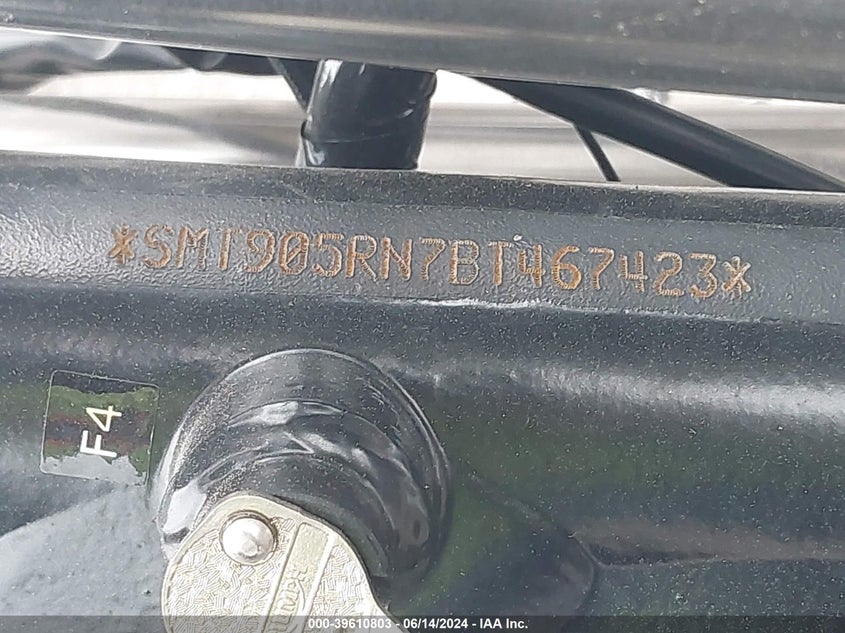 *SMT905RN7BT467423*
F4
000-39610803 - 06/14/2024 - IAA Inc.